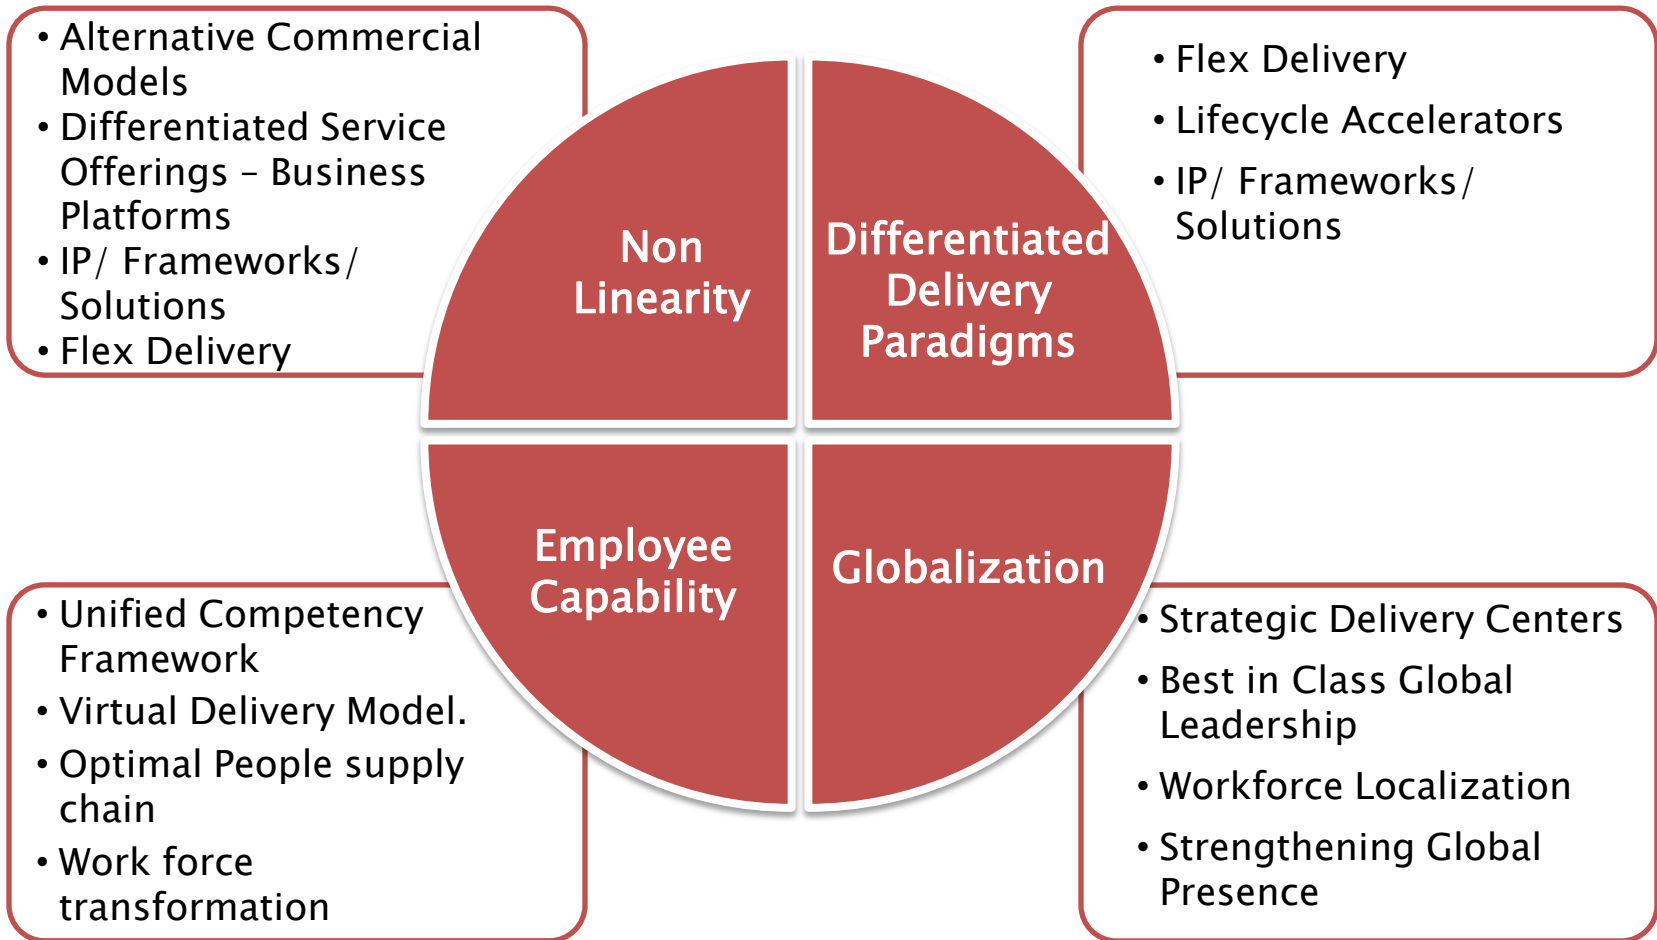 • Alternative Commercial
Models
• Differentiated Service
Offerings – Business
Platforms
• IP/ Frameworks/
Solutions
• Flex Delivery
Non
Linearity
Differentiated
Delivery
Paradigms
• Flex Delivery
• Lifecycle Accelerators
• IP/ Frameworks/
Solutions
• Unified Competency
Framework
• Virtual Delivery Model.
• Optimal People supply
chain
• Work force
transformation
Employee
Capability
Globalization
• Strategic Delivery Centers
• Best in Class Global
Leadership
• Workforce Localization
• Strengthening Global
Presence